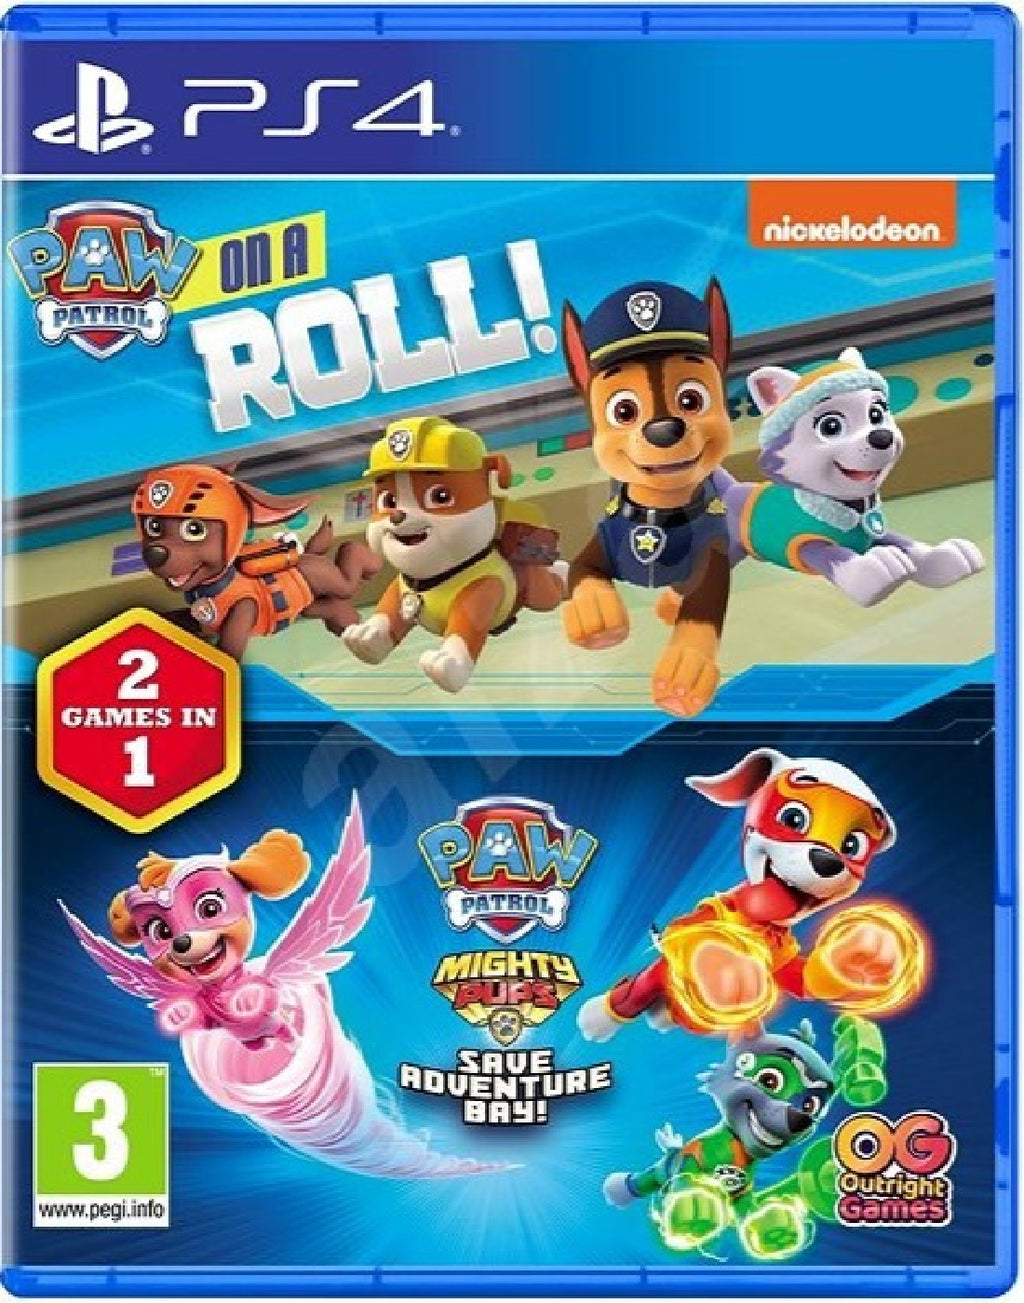 PS4
nickelodeon
PAW
PATROL
ON A
ROLL!
2
GAMES IN
1
PAW
PATROL
MIGHTY
PUPS
SAVE
ADVENTURE
BAY!
3
www.pegi.info
OG
Outright
Games